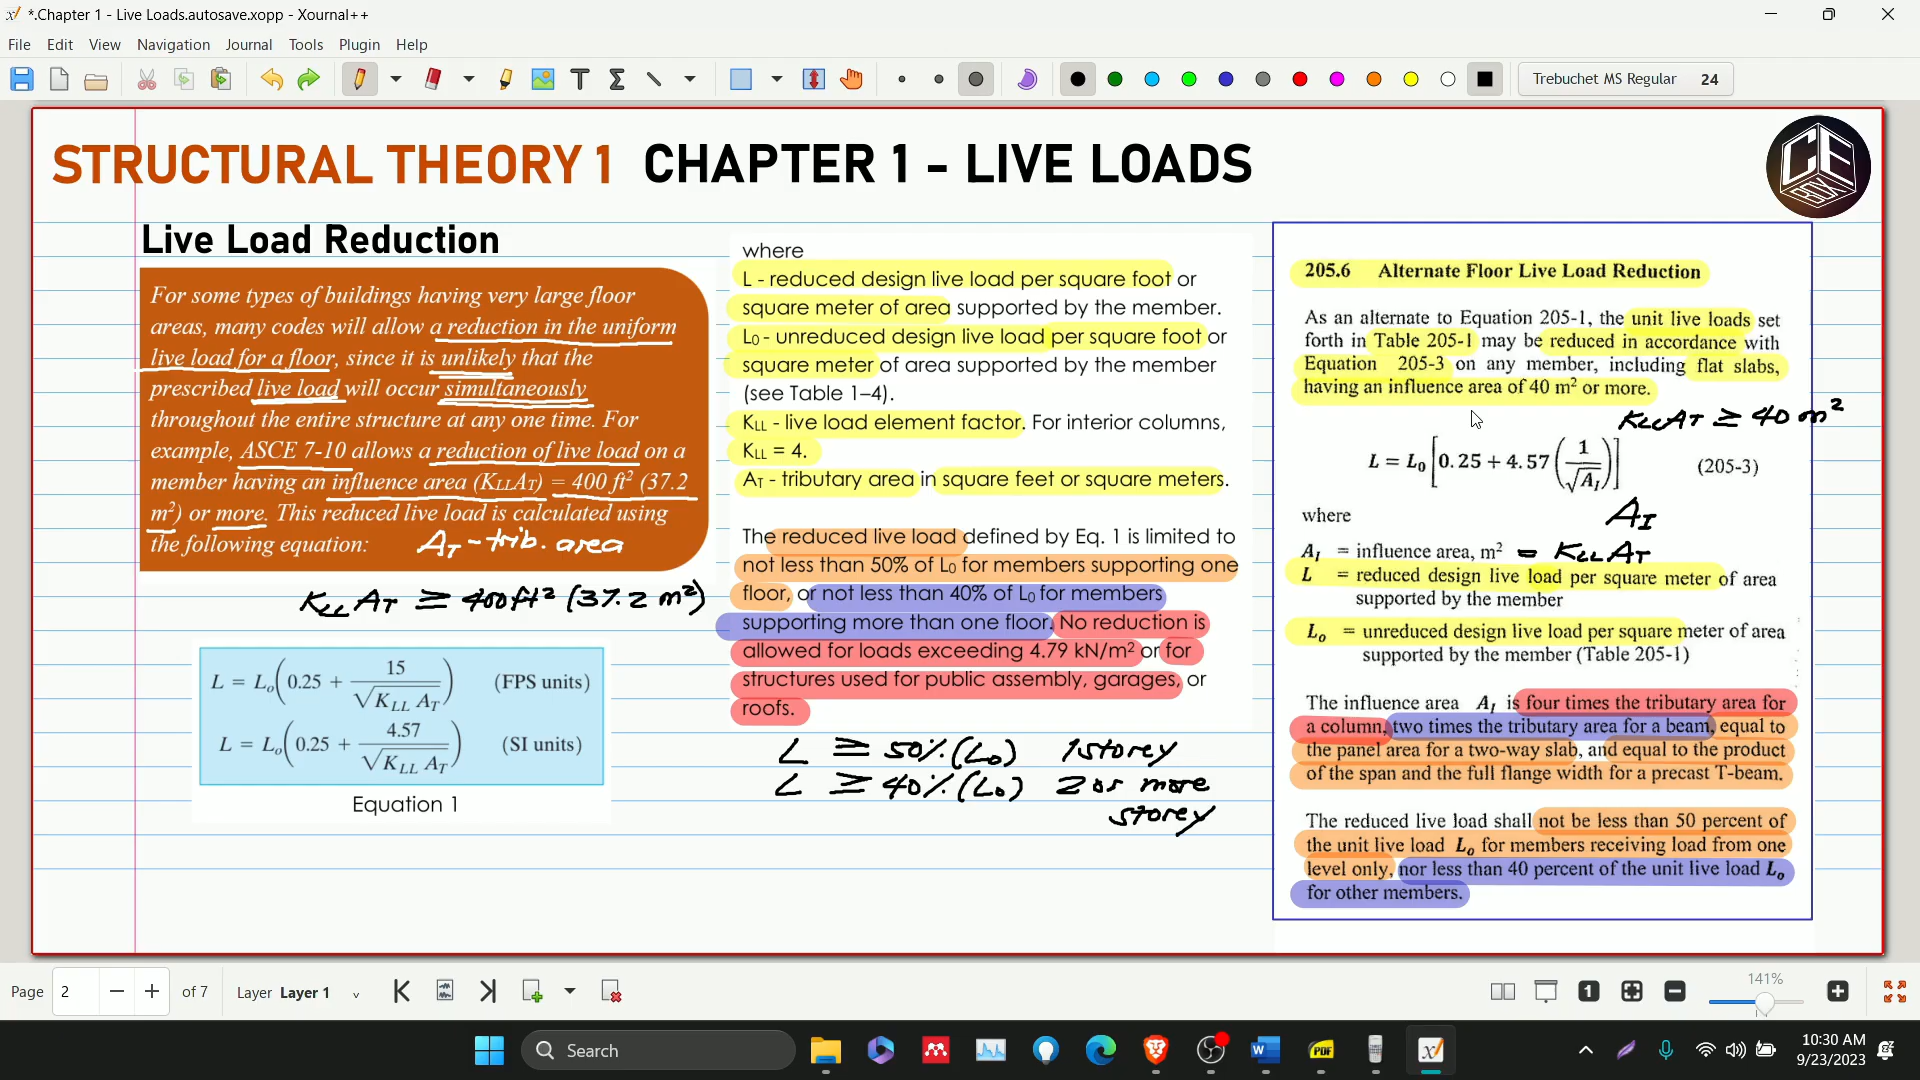 *.Chapter 1 - Live Loads.autosave.xopp - Xournal++
File Edit View Navigation Journal Tools Plugin Help
Trebuchet MS Regular 24
STRUCTURAL THEORY 1 CHAPTER 1 - LIVE LOADS
Live Load Reduction
For some types of buildings having very large floor
areas, many codes will allow a reduction in the uniform
live load for a floor, since it is unlikely that the
prescribed live load will occur simultaneously
throughout the entire structure at any one time. For
example, ASCE 7-10 allows a reduction of live load on a
member having an influence area (KLLAT) = 400 ft² (37.2
m²) or more. This reduced live load is calculated using
the following equation:
AT - trib. area
KLL AT ≥ 400 ft² (37.2 m²)
L = Lo(0.25 + 15/√KLL AT) (FPS units)
L = Lo(0.25 + 4.57/√KLL AT) (SI units)
Equation 1
where
L - reduced design live load per square foot or
square meter of area supported by the member.
L0 - unreduced design live load per square foot or
square meter of area supported by the member
(see Table 1–4).
KLL - live load element factor. For interior columns,
KLL = 4.
AT - tributary area in square feet or square meters.
The reduced live load defined by Eq. 1 is limited to
not less than 50% of L0 for members supporting one
floor, or not less than 40% of L0 for members
supporting more than one floor. No reduction is
allowed for loads exceeding 4.79 kN/m² or for
structures used for public assembly, garages, or
roofs.
L ≥ 50% (Lo) 1 storey
L ≥ 40% (Lo) 2 or more
storey
205.6 Alternate Floor Live Load Reduction
As an alternate to Equation 205-1, the unit live loads set
forth in Table 205-1 may be reduced in accordance with
Equation 205-3 on any member, including flat slabs,
having an influence area of 40 m² or more.
KLLAT ≥ 40 m²
L = L0[0.25 + 4.57(1/√AI)] (205-3)
where
AI
AI = influence area, m² = KLL AT
L = reduced design live load per square meter of area
supported by the member
Lo = unreduced design live load per square meter of area
supported by the member (Table 205-1)
The influence area AI is four times the tributary area for
a column, two times the tributary area for a beam, equal to
the panel area for a two-way slab, and equal to the product
of the span and the full flange width for a precast T-beam.
The reduced live load shall not be less than 50 percent of
the unit live load Lo for members receiving load from one
level only, nor less than 40 percent of the unit live load Lo
for other members.
Page 2 of 7 Layer Layer 1
141%
Search
10:30 AM
9/23/2023